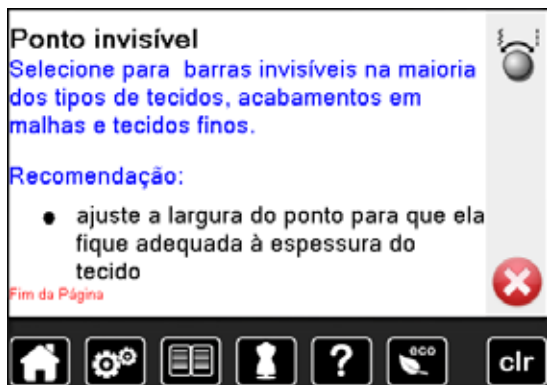 Ponto invisível
Selecione para barras invisíveis na maioria
dos tipos de tecidos, acabamentos em
malhas e tecidos finos.
Recomendação:
● ajuste a largura do ponto para que ela
fique adequada à espessura do
tecido
Fim da Página
?
eco
clr